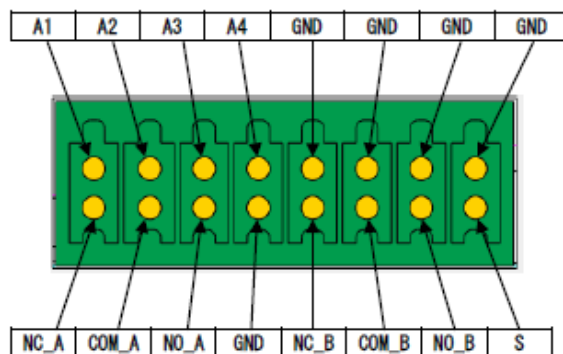 A1 A2 A3 A4 GND GND GND GND
NC_A COM_A NO_A GND NC_B COM_B NO_B S